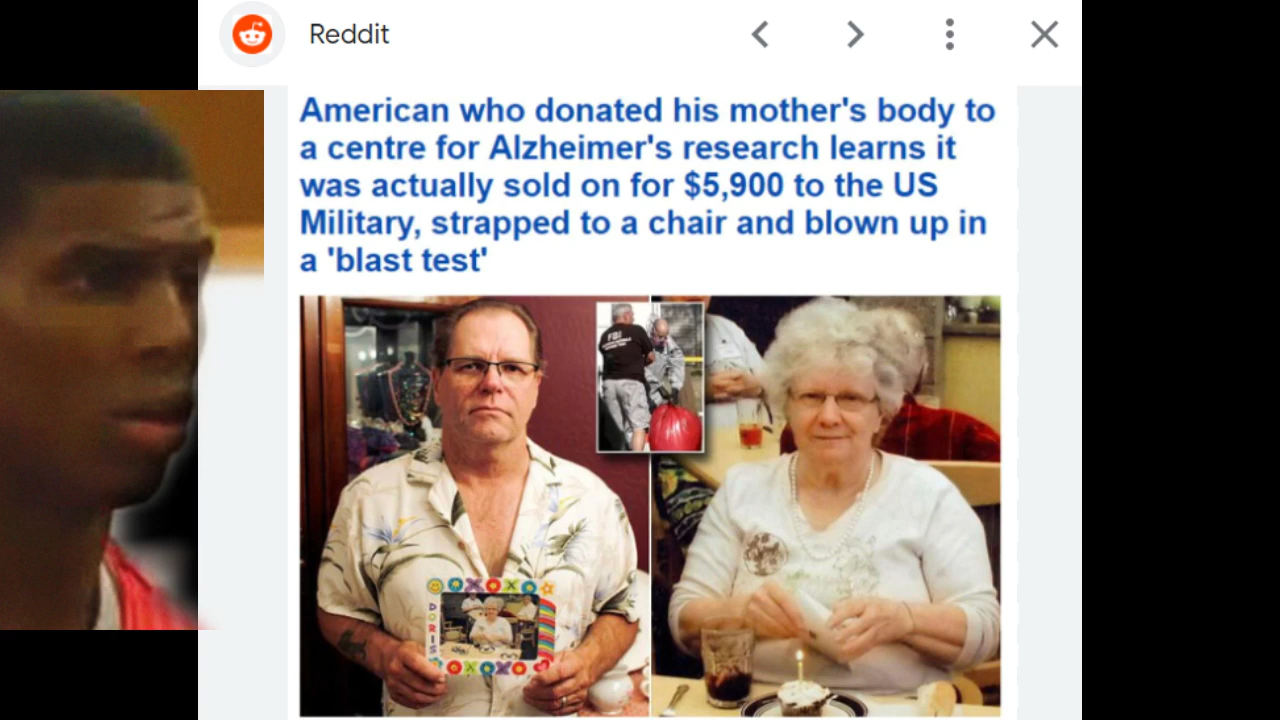 Reddit
American who donated his mother's body to
a centre for Alzheimer's research learns it
was actually sold on for $5,900 to the US
Military, strapped to a chair and blown up in
a 'blast test'
FBI
DORIS